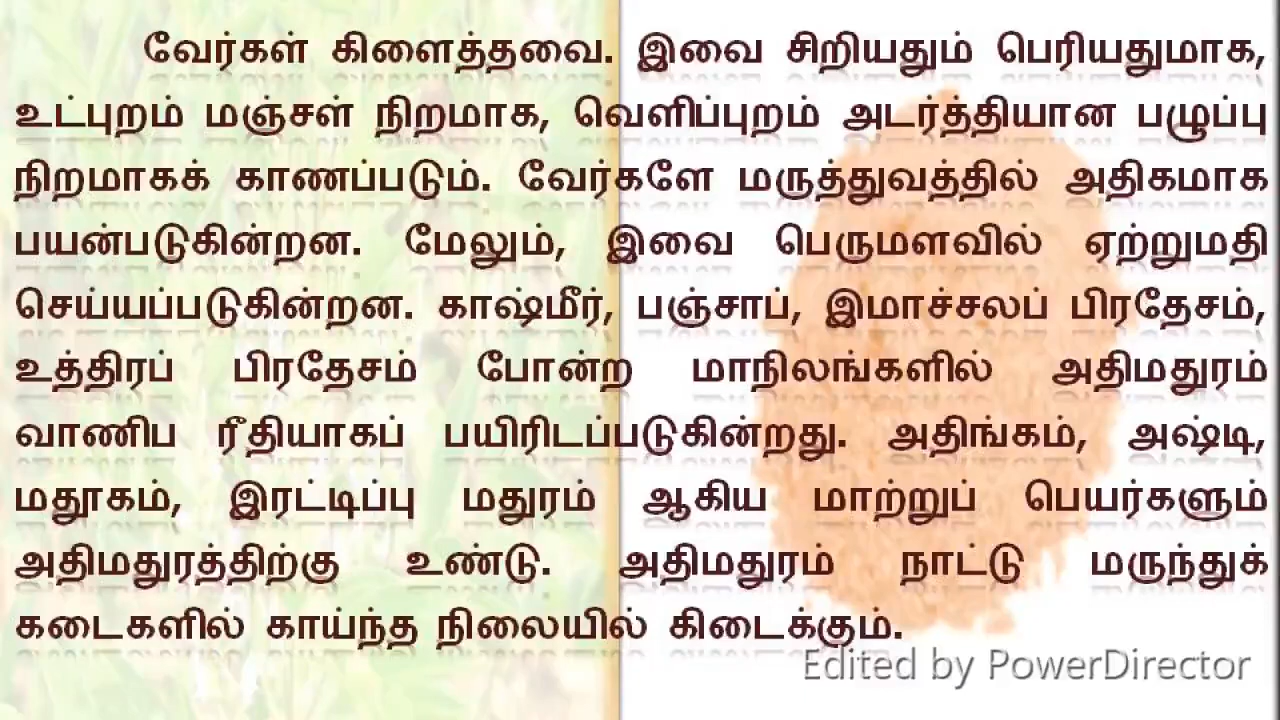 வேர்கள் கிளைத்தவை. இவை சிறியதும் பெரியதுமாக,
உட்புறம் மஞ்சள் நிறமாக, வெளிப்புறம் அடர்த்தியான பழுப்பு
நிறமாகக் காணப்படும். வேர்களே மருத்துவத்தில் அதிகமாக
பயன்படுகின்றன. மேலும், இவை பெருமளவில் ஏற்றுமதி
செய்யப்படுகின்றன. காஷ்மீர், பஞ்சாப், இமாச்சலப் பிரதேசம்,
உத்திரப் பிரதேசம் போன்ற மாநிலங்களில் அதிமதுரம்
வாணிப ரீதியாகப் பயிரிடப்படுகின்றது. அதிங்கம், அஷ்டி,
மதூகம், இரட்டிப்பு மதுரம் ஆகிய மாற்றுப் பெயர்களும்
அதிமதுரத்திற்கு உண்டு. அதிமதுரம் நாட்டு மருந்துக்
கடைகளில் காய்ந்த நிலையில் கிடைக்கும்.
Edited by PowerDirector